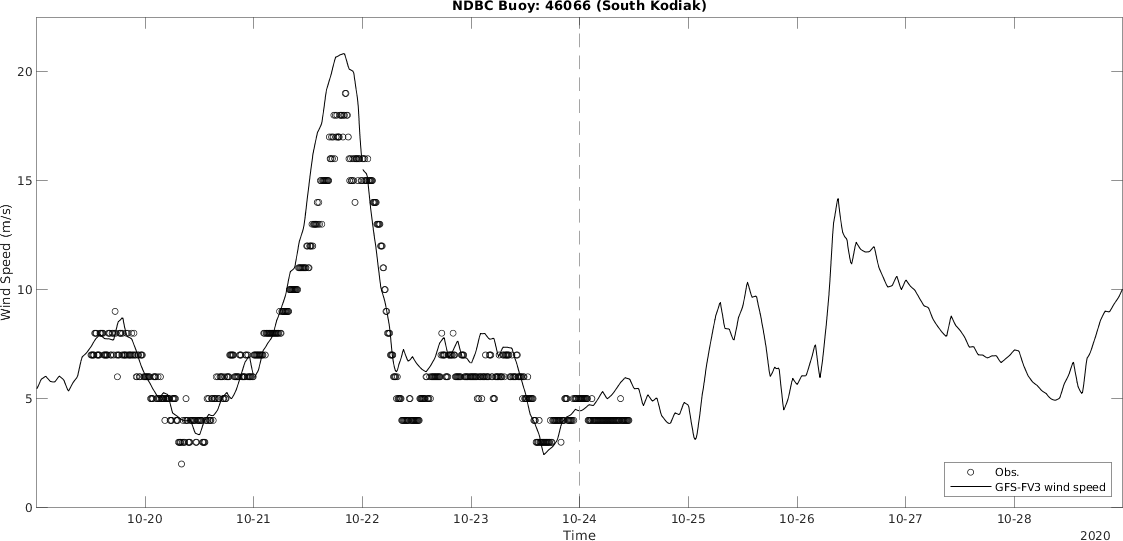 NDBC Buoy: 46066 (South Kodiak)
Wind Speed (m/s)
20
15
10
5
0
10-20 10-21 10-22 10-23 10-24 10-25 10-26 10-27 10-28
Time
2020
Obs.
GFS-FV3 wind speed